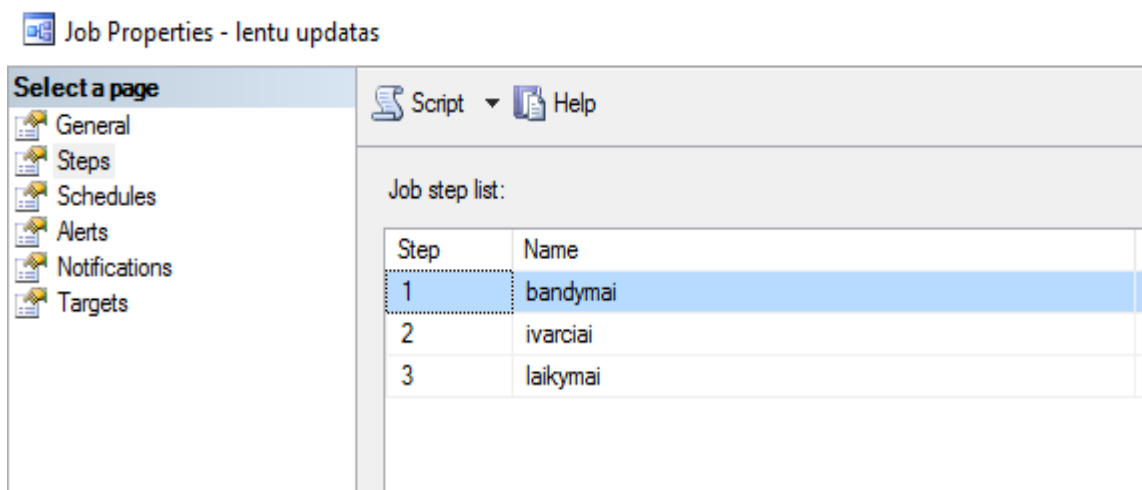 Job Properties - lentu updatas
Select a page
General
Steps
Schedules
Alerts
Notifications
Targets
Script
Help
Job step list:
Step Name
1 bandymai
2 ivarciai
3 laikymai